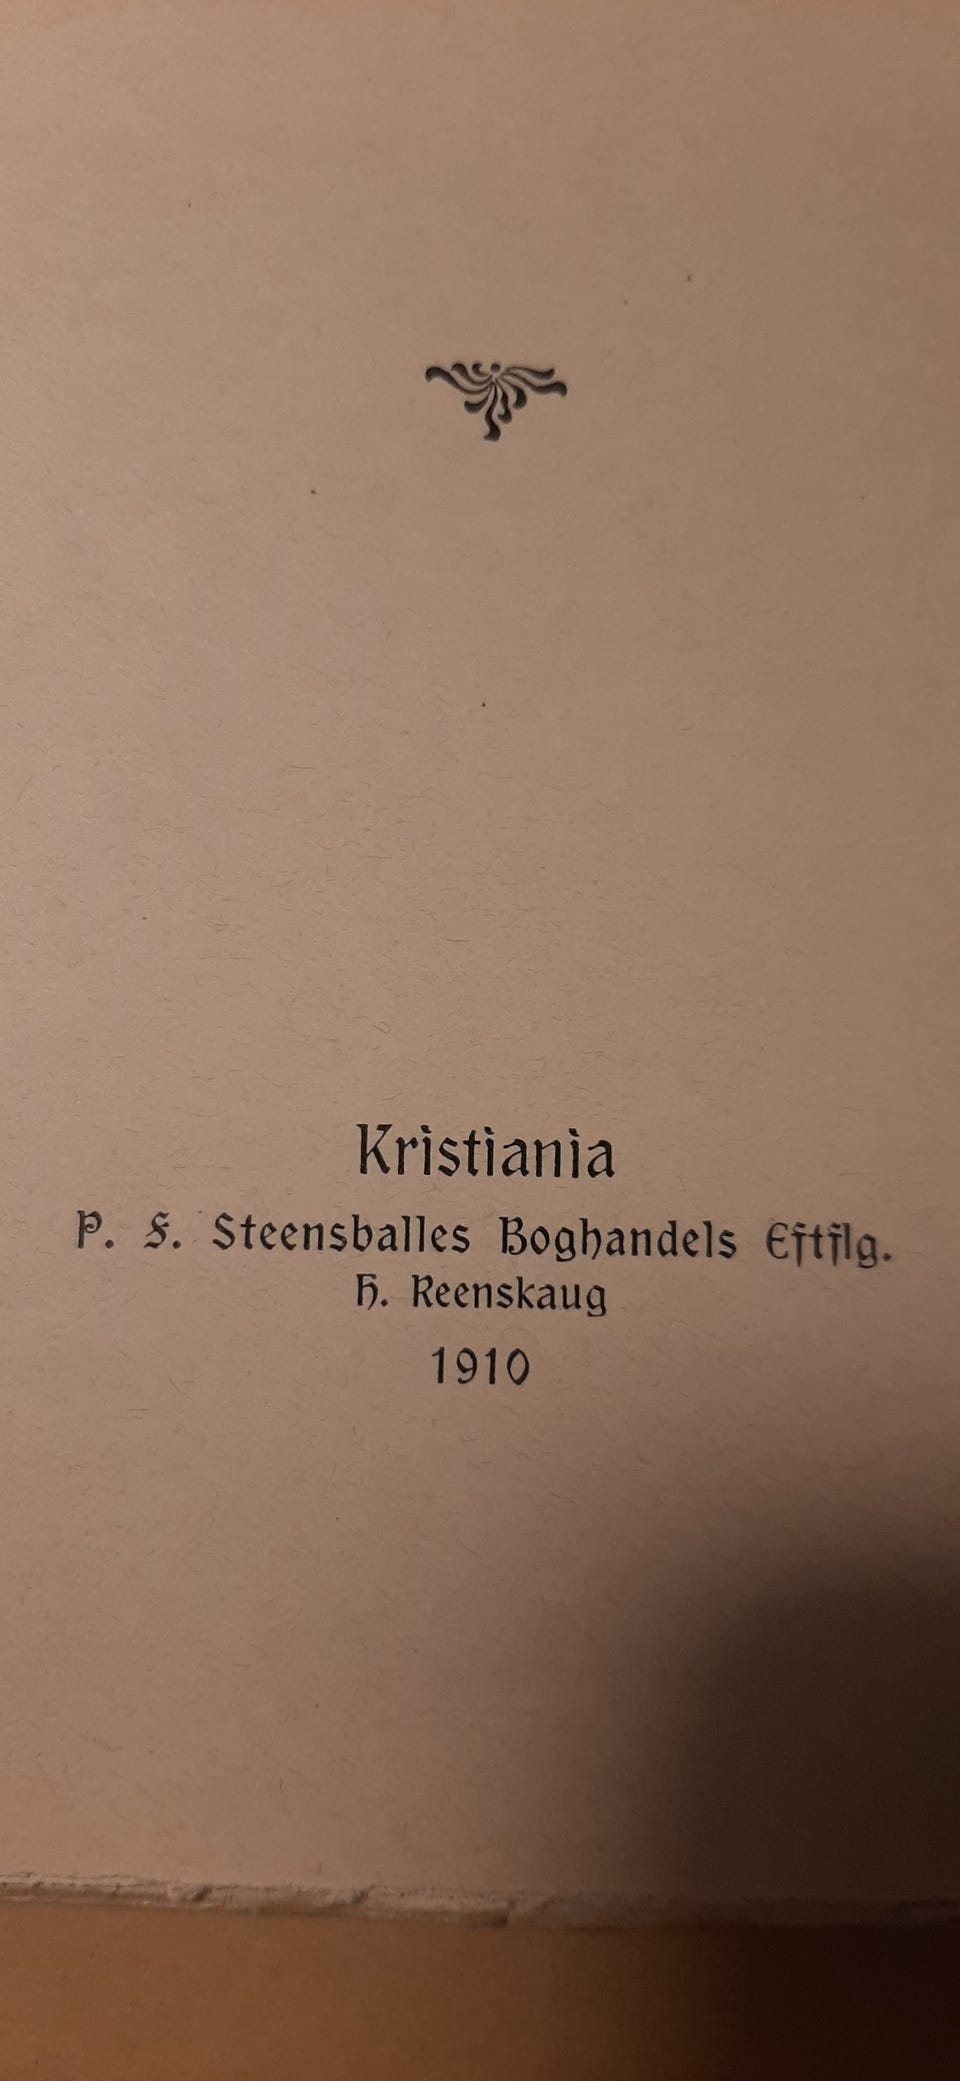 Kristiania
P. F. Steensballes Boghandels Eftflg.
H. Reenskaug
1910